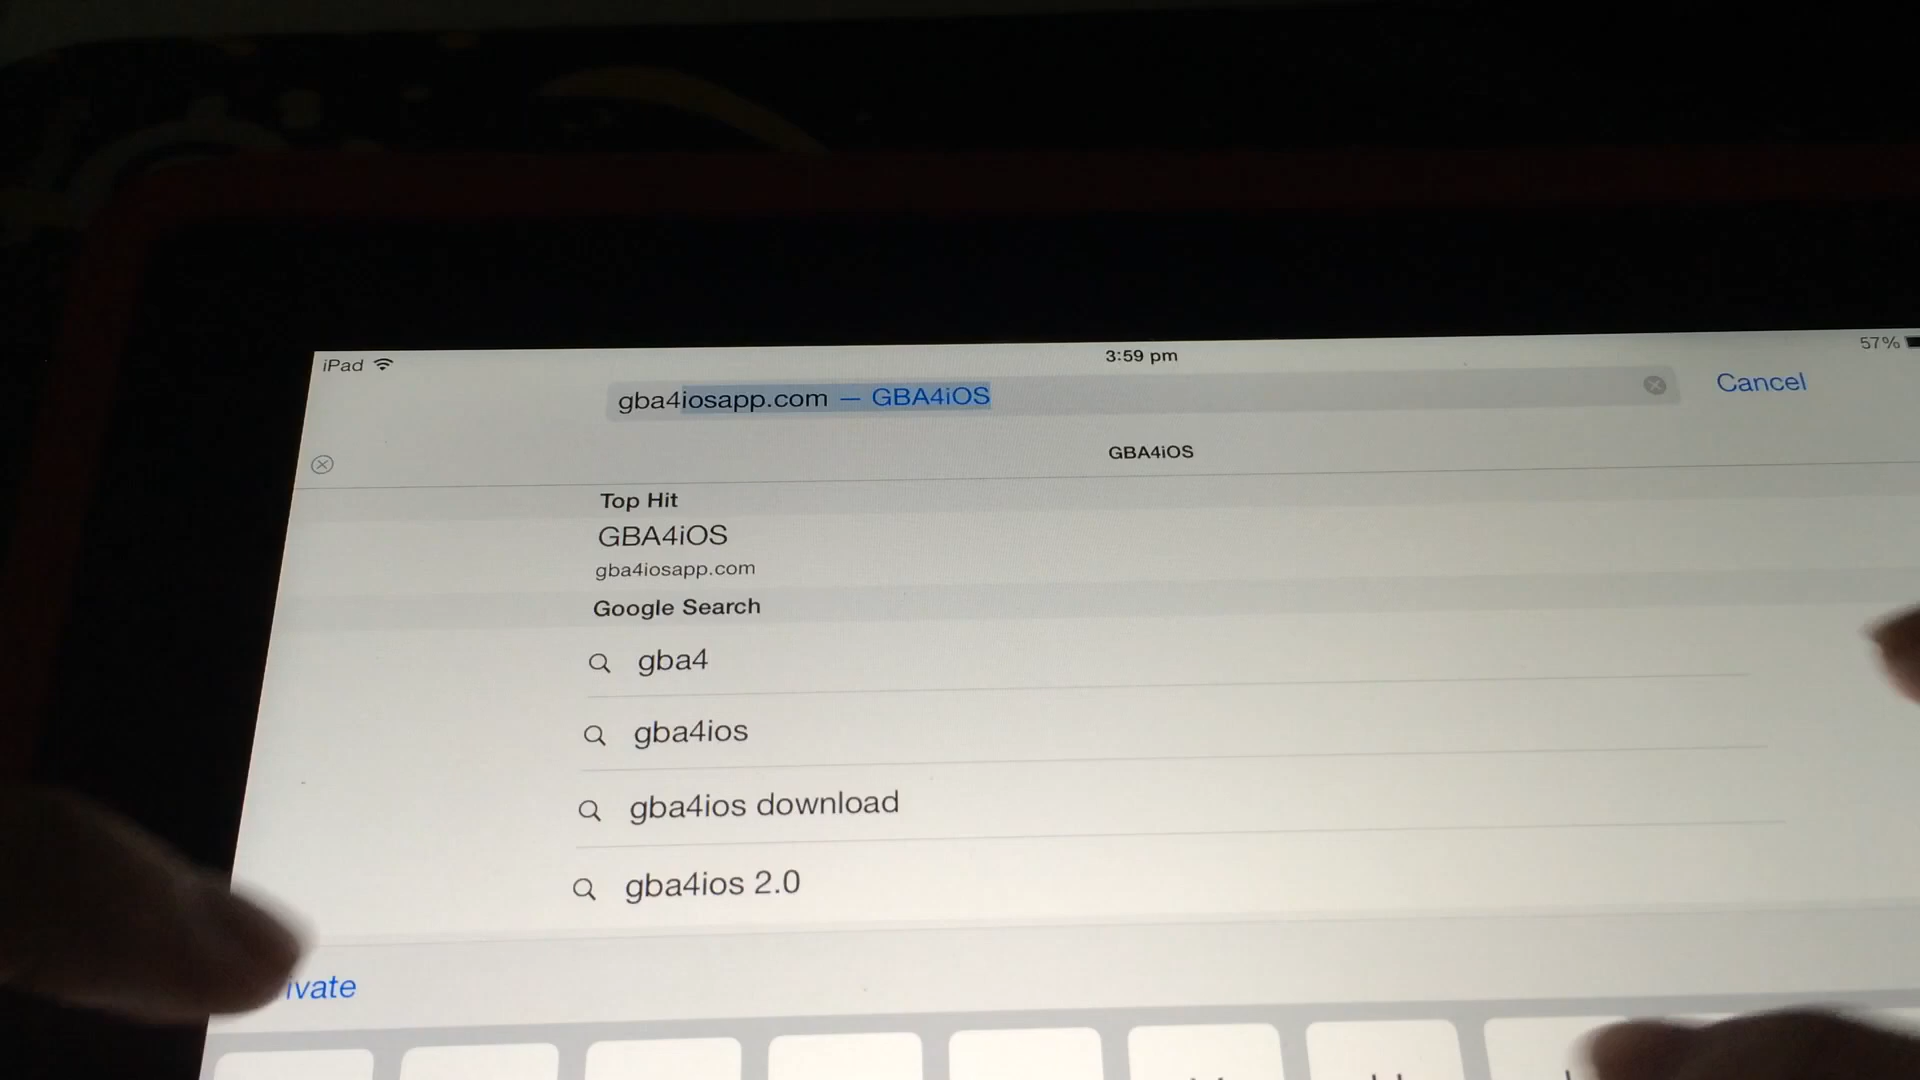 iPad
3:59 pm
57%
gba4iosapp.com — GBA4iOS
Cancel
GBA4iOS
Top Hit
GBA4iOS
gba4iosapp.com
Google Search
gba4
gba4ios
gba4ios download
gba4ios 2.0
ivate